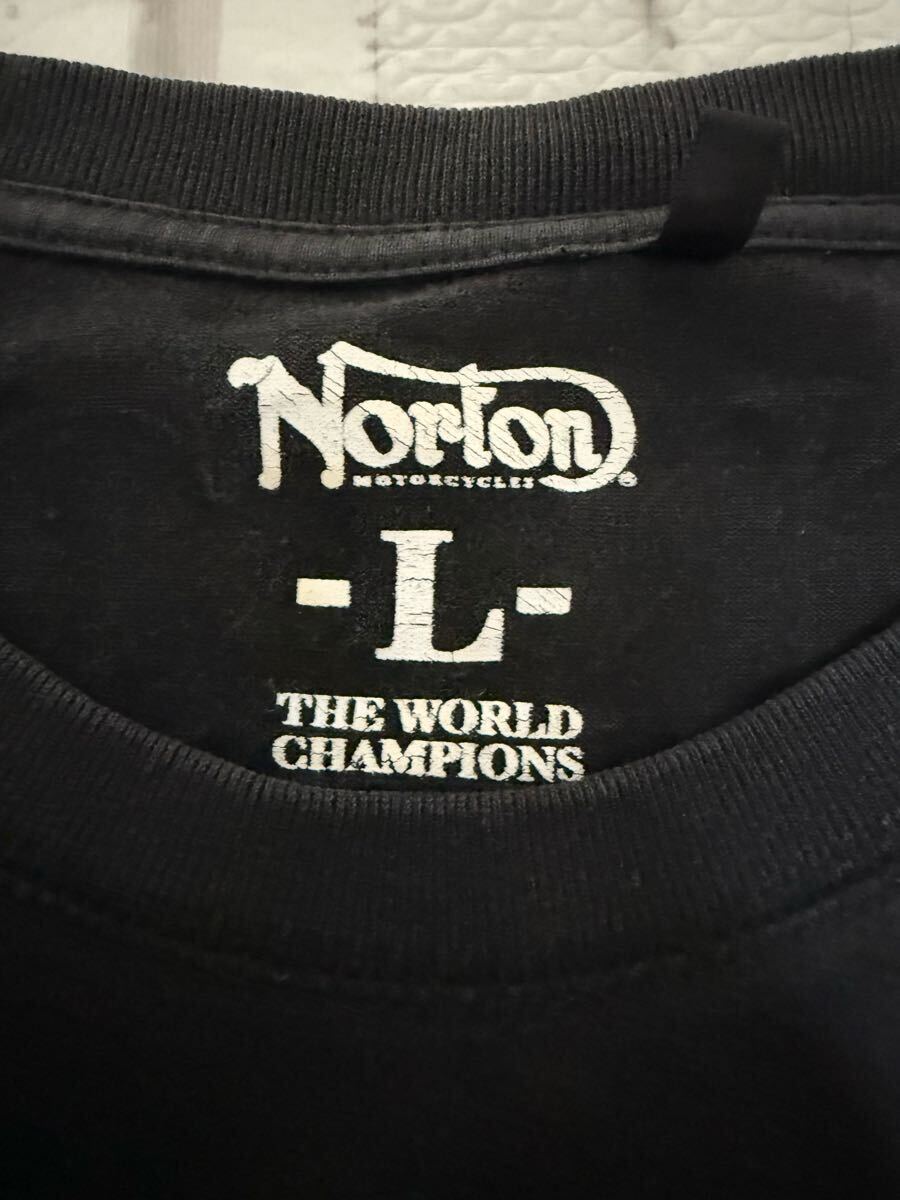 Norton
MOTORCYCLES
- L -
THE WORLD
CHAMPIONS